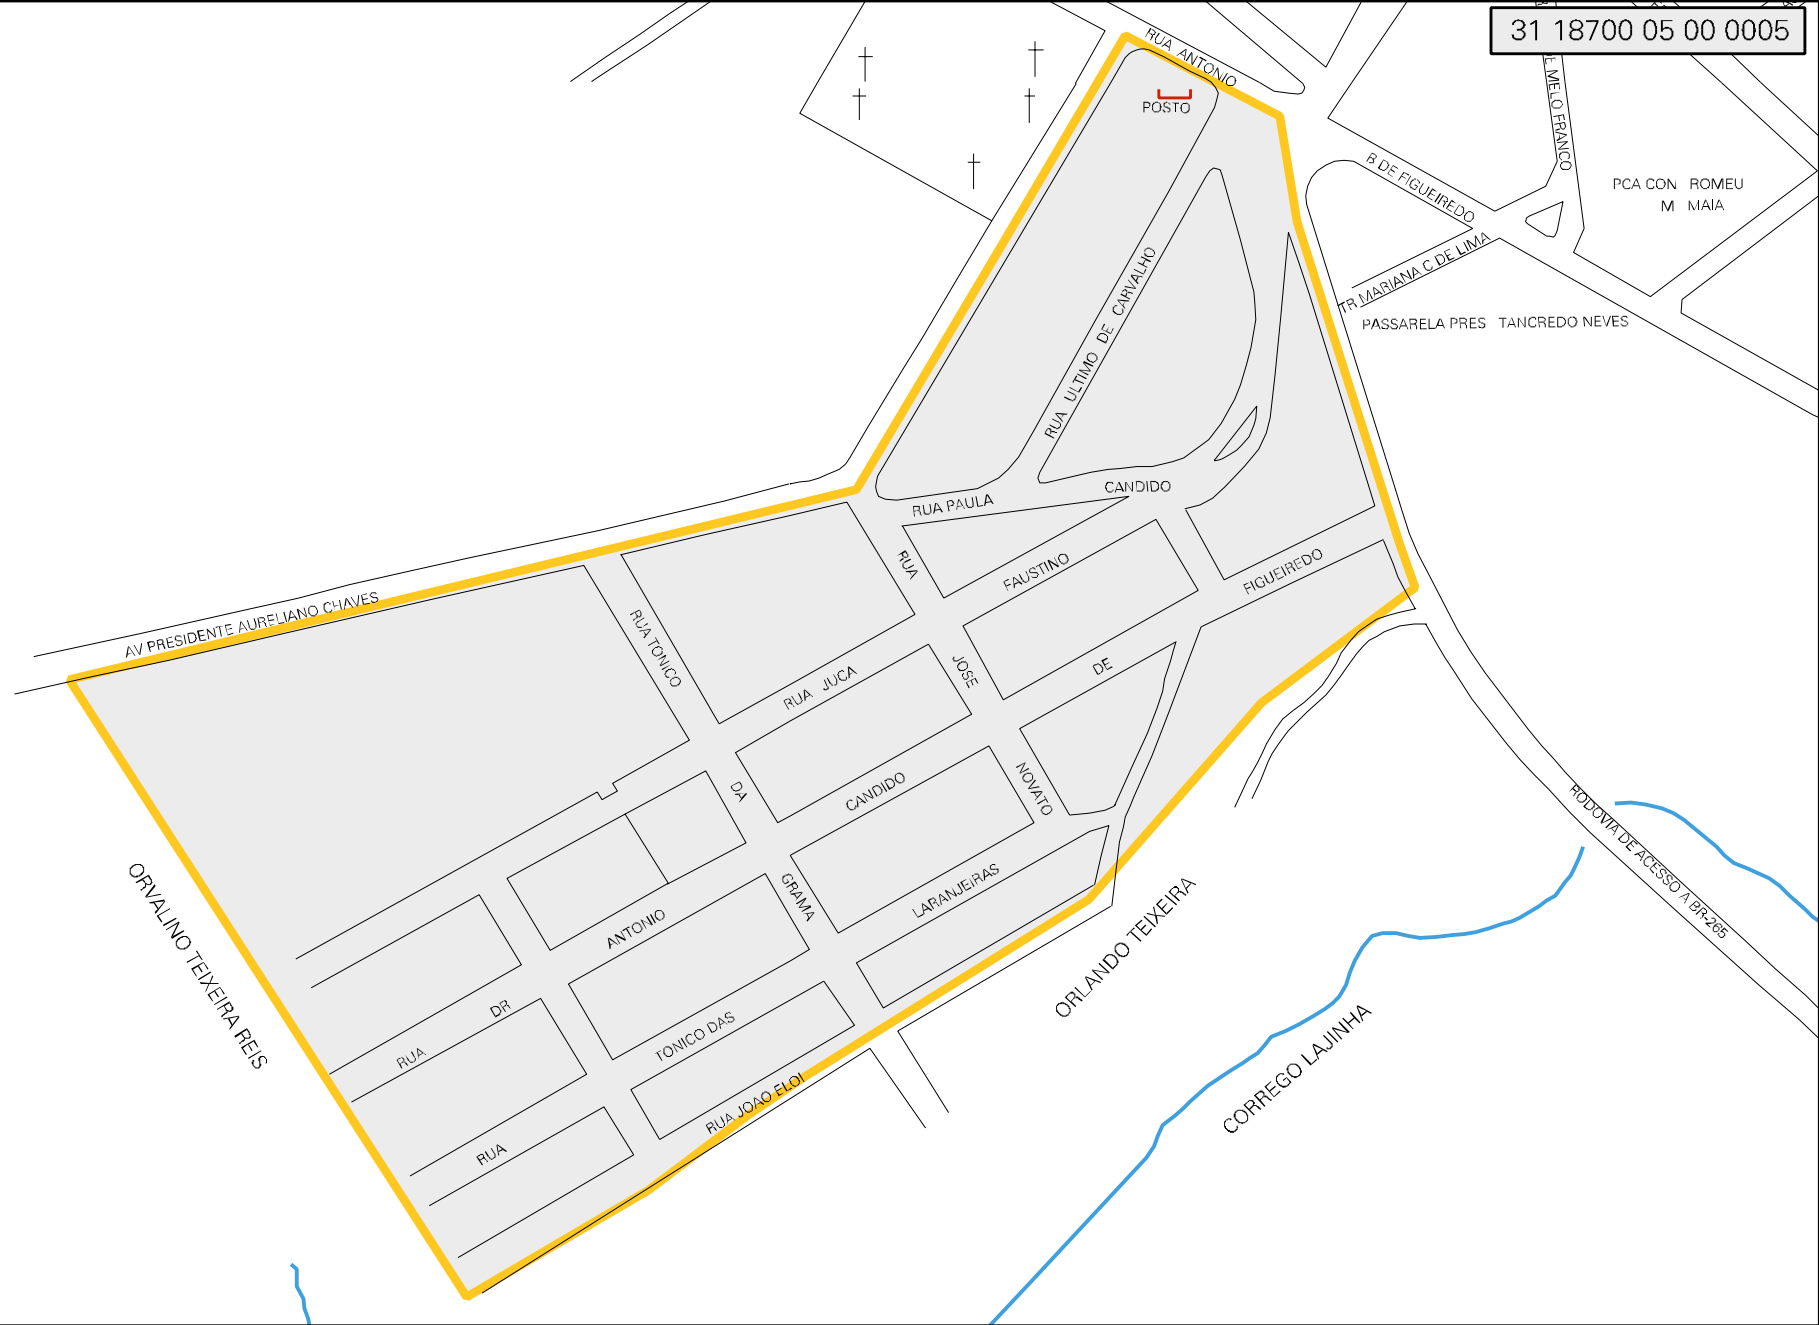 31 18700 05 00 0005
RUA ANTONIO
POSTO
DE MELO FRANCO
B DE FIGUEIREDO
PCA CON ROMEU
M MAIA
TR MARIANA C DE LIMA
PASSARELA PRES TANCREDO NEVES
RUA ULTIMO DE CARVALHO
CANDIDO
RUA PAULA
RUA
FAUSTINO
FIGUEIREDO
AV PRESIDENTE AURELIANO CHAVES
RUA TONICO
JOSE
DE
RUA JUCA
DA
CANDIDO
NOVATO
RODOVIA DE ACESSO A BR-265
GRAMA
LARANJEIRAS
ORVALINO TEIXEIRA REIS
ANTONIO
ORLANDO TEIXEIRA
DR
RUA
TONICO DAS
CORREGO LAJINHA
RUA JOAO ELOI
RUA